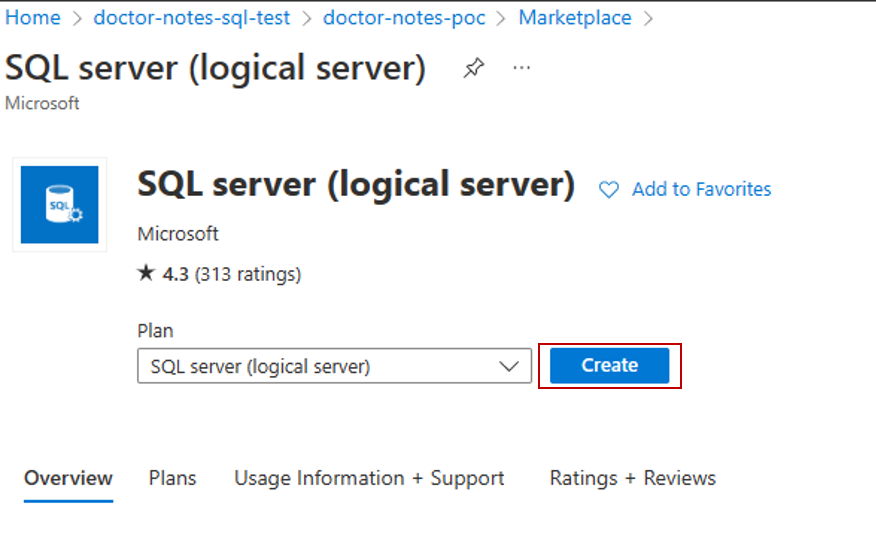 Home > doctor-notes-sql-test > doctor-notes-poc > Marketplace >
SQL server (logical server) ...
Microsoft
SQL
SQL server (logical server) Add to Favorites
Microsoft
★ 4.3 (313 ratings)
Plan
SQL server (logical server) Create
Overview Plans Usage Information + Support Ratings + Reviews